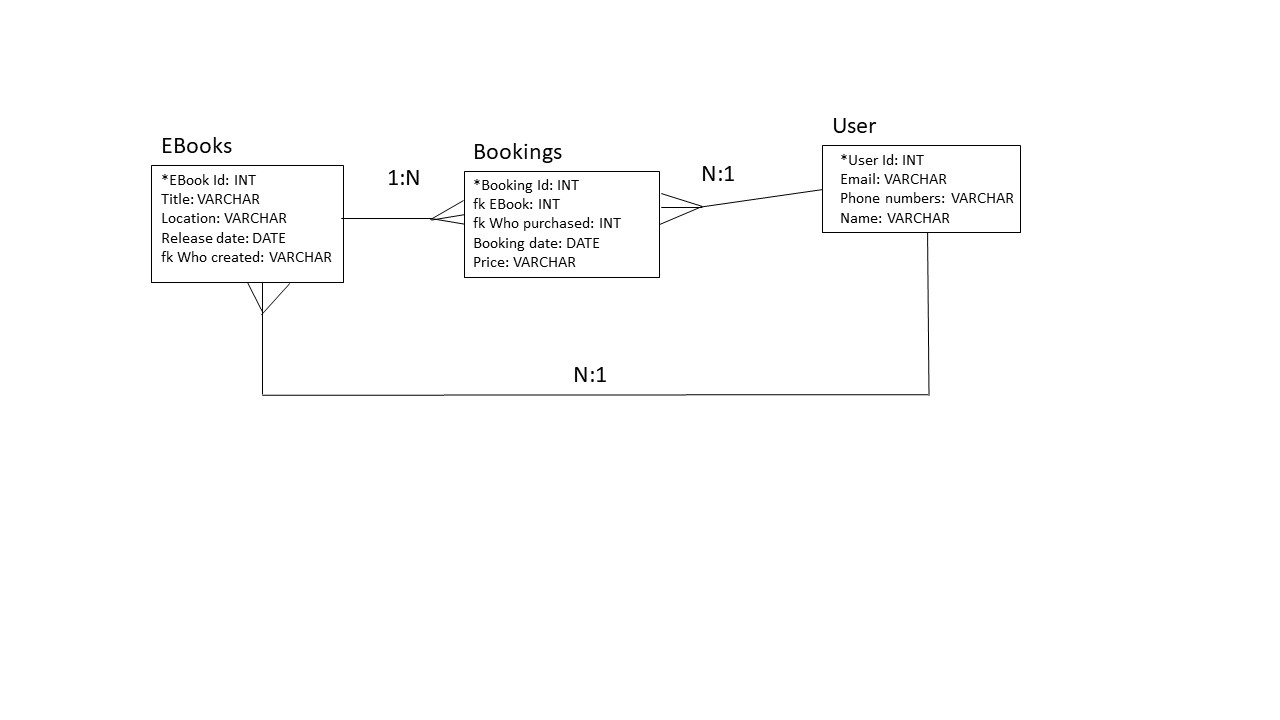 EBooks
*EBook Id: INT
Title: VARCHAR
Location: VARCHAR
Release date: DATE
fk Who created: VARCHAR
1:N
Bookings
*Booking Id: INT
fk EBook: INT
fk Who purchased: INT
Booking date: DATE
Price: VARCHAR
N:1
User
*User Id: INT
Email: VARCHAR
Phone numbers: VARCHAR
Name: VARCHAR
N:1